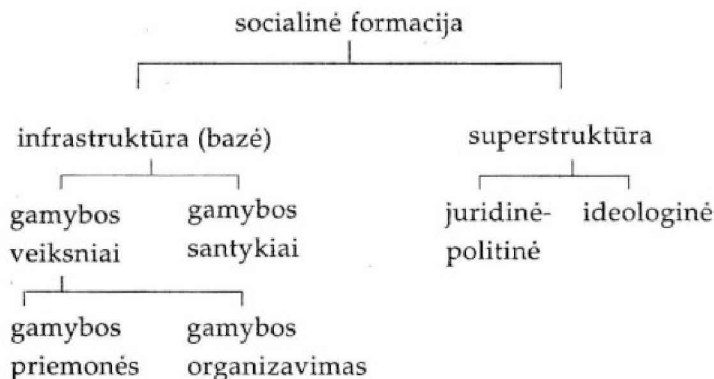 socialinė formacija
infrastruktūra (bazė)
superstruktūra
gamybos
veiksniai
gamybos
santykiai
juridinė-
politinė
ideologinė
gamybos
priemonės
gamybos
organizavimas